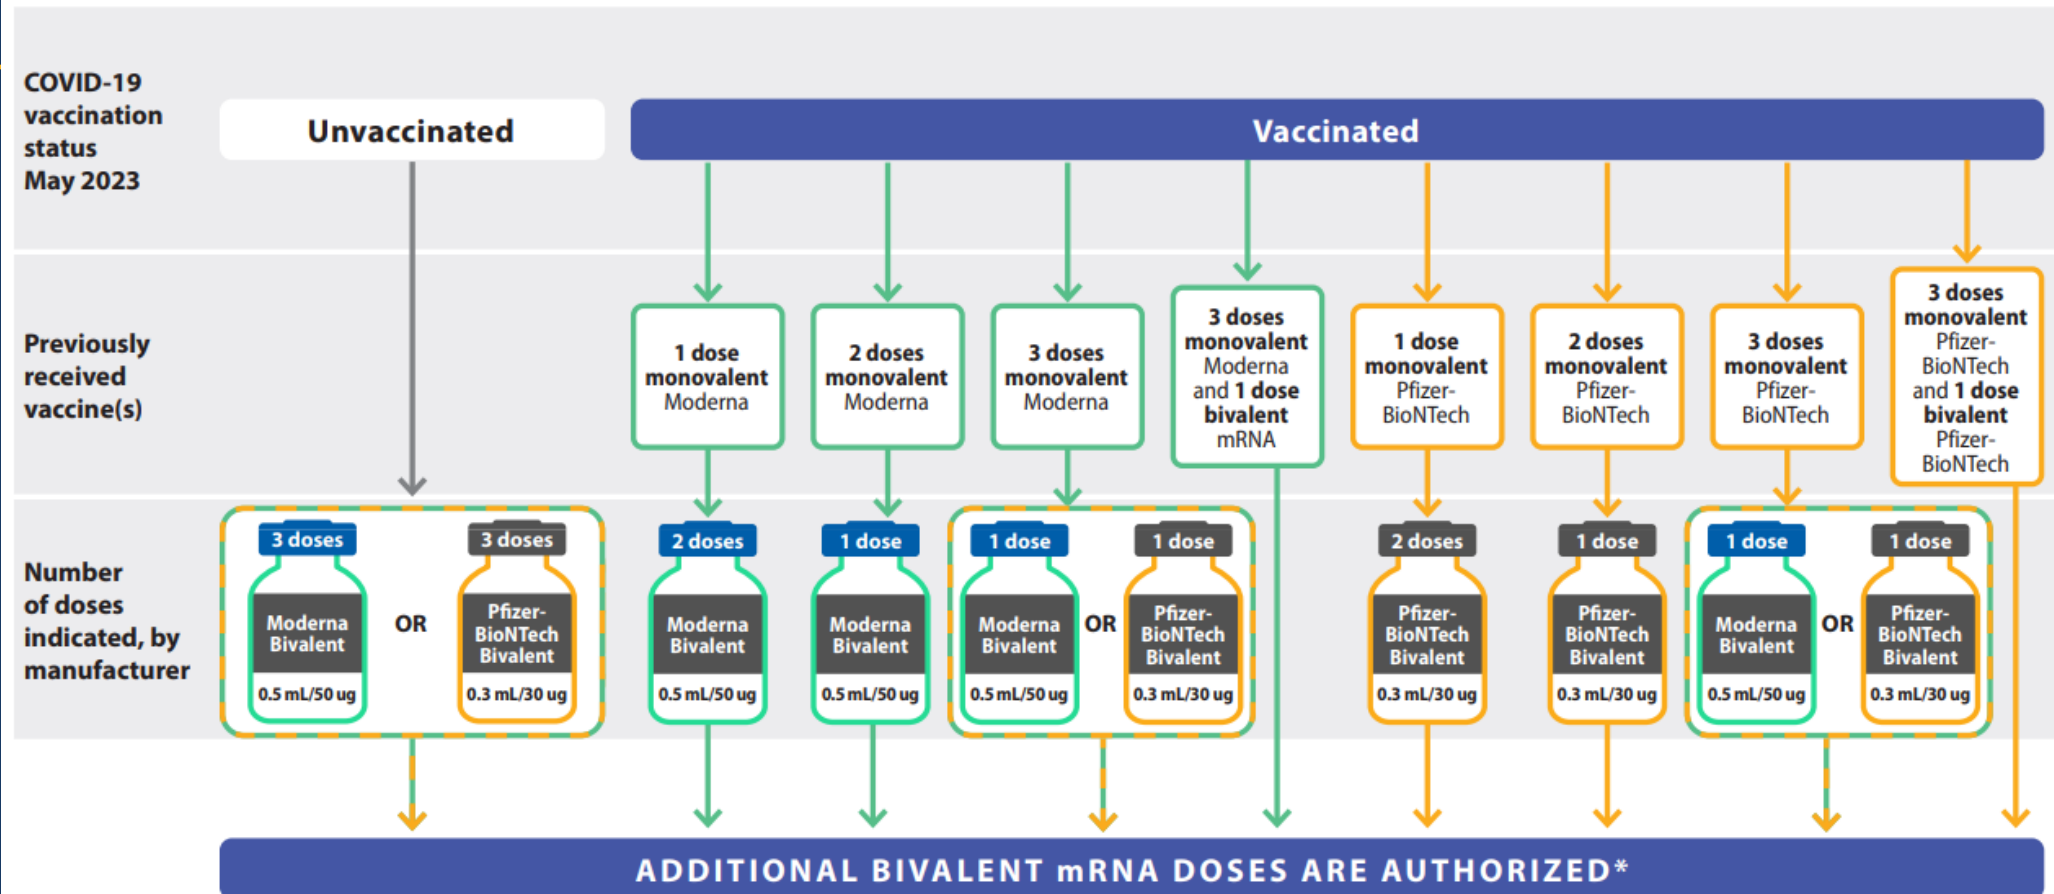 COVID-19
vaccination
status
May 2023
Unvaccinated
Vaccinated
Previously
received
vaccine(s)
1 dose
monovalent
Moderna
2 doses
monovalent
Moderna
3 doses
monovalent
Moderna
3 doses
monovalent
Moderna
and 1 dose
bivalent
mRNA
1 dose
monovalent
Pfizer-
BioNTech
2 doses
monovalent
Pfizer-
BioNTech
3 doses
monovalent
Pfizer-
BioNTech
3 doses
monovalent
Pfizer-
BioNTech
and 1 dose
bivalent
Pfizer-
BioNTech
Number
of doses
indicated, by
manufacturer
3 doses
Moderna
Bivalent
0.5 mL/50 ug
OR
3 doses
Pfizer-
BioNTech
Bivalent
0.3 mL/30 ug
2 doses
Moderna
Bivalent
0.5 mL/50 ug
1 dose
Moderna
Bivalent
0.5 mL/50 ug
1 dose
Moderna
Bivalent
0.5 mL/50 ug
OR
1 dose
Pfizer-
BioNTech
Bivalent
0.3 mL/30 ug
2 doses
Pfizer-
BioNTech
Bivalent
0.3 mL/30 ug
1 dose
Pfizer-
BioNTech
Bivalent
0.3 mL/30 ug
1 dose
Moderna
Bivalent
0.5 mL/50 ug
OR
1 dose
Pfizer-
BioNTech
Bivalent
0.3 mL/30 ug
ADDITIONAL BIVALENT mRNA DOSES ARE AUTHORIZED*